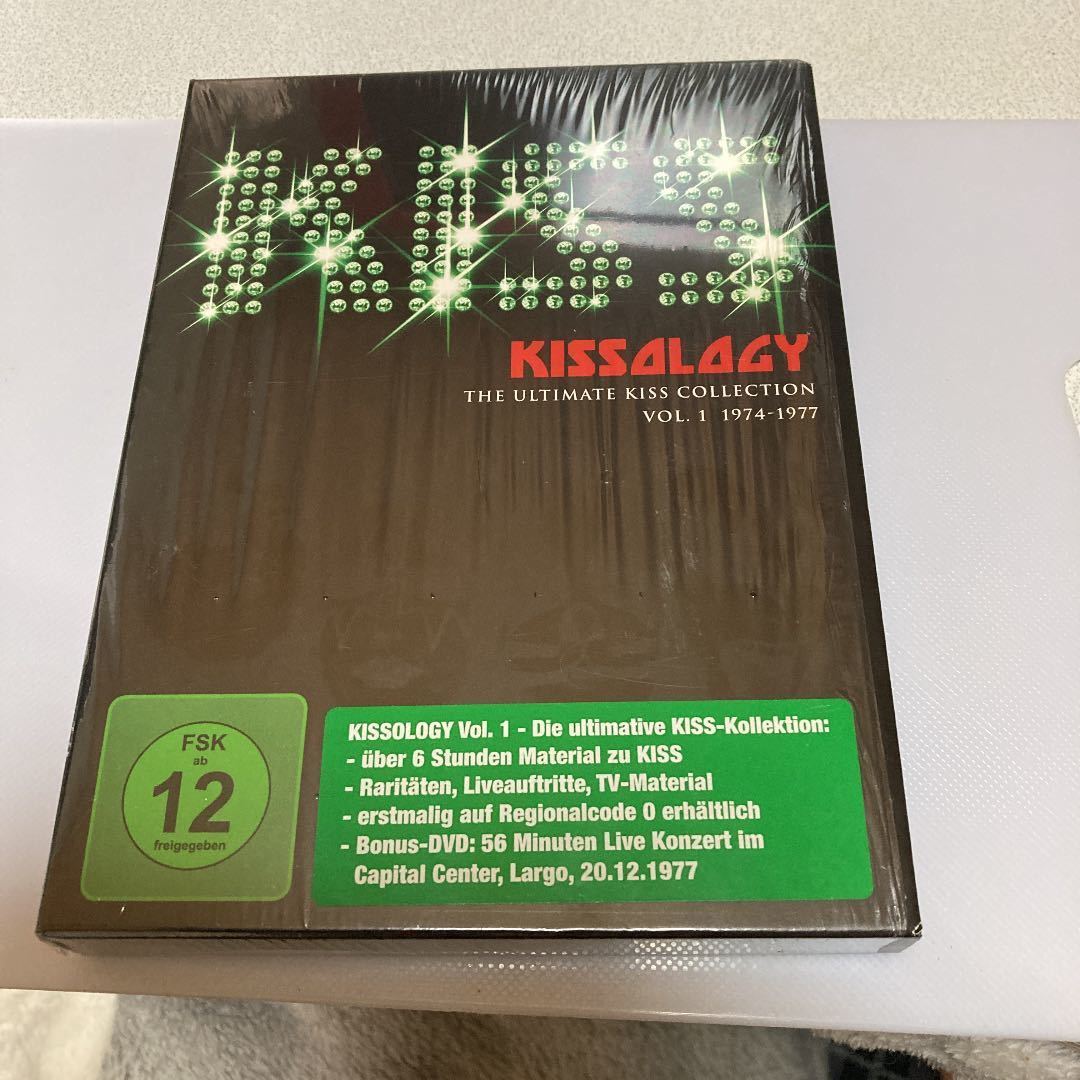 KISS
KISSOLOGY
THE ULTIMATE KISS COLLECTION
VOL. 1 1974-1977
FSK
ab
12
freigegeben
KISSOLOGY Vol. 1 - Die ultimative KISS-Kollektion:
- über 6 Stunden Material zu KISS
- Raritäten, Liveauftritte, TV-Material
- erstmalig auf Regionalcode 0 erhältlich
- Bonus-DVD: 56 Minuten Live Konzert im
Capital Center, Largo, 20.12.1977